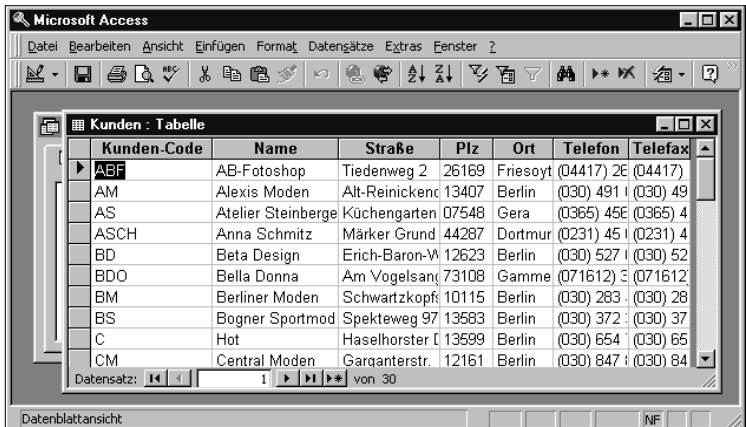 Microsoft Access
Datei Bearbeiten Ansicht Einfügen Format Datensätze Extras Fenster ?
Kunden : Tabelle
Kunden-Code Name Straße Plz Ort Telefon Telefax
ABF AB-Fotoshop Tiedenweg 2 26169 Friesoyt (04417) 26 (04417)
AM Alexis Moden Alt-Reinickend 13407 Berlin (030) 491 (030) 49
AS Atelier Steinberge Küchengarten 07548 Gera (0365) 456 (0365) 4
ASCH Anna Schmitz Märker Grund 44287 Dortmur (0231) 45 (0231) 4
BD Beta Design Erich-Baron-W 12623 Berlin (030) 527 (030) 52
BDO Bella Donna Am Vogelsang 73108 Gamme (071612) 3 (071612)
BM Berliner Moden Schwartzkopfs 10115 Berlin (030) 283 (030) 28
BS Bogner Sportmod Spekteweg 97 13583 Berlin (030) 372 (030) 37
C Hot Haselhorster 13599 Berlin (030) 654 (030) 65
CM Central Moden Garganterstr. 12161 Berlin (030) 847 (030) 84
Datensatz: 1 von 30
Datenblattansicht NF